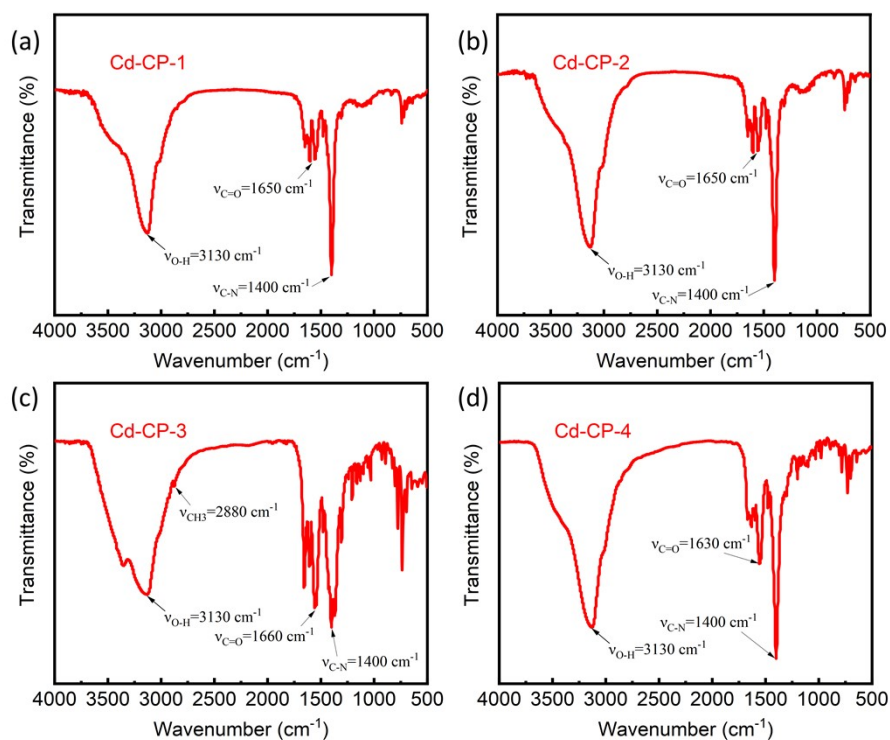 (a)
Cd-CP-1
Transmittance (%)
νC=O=1650 cm-1
νO-H=3130 cm-1
νC-N=1400 cm-1
4000 3500 3000 2500 2000 1500 1000 500
Wavenumber (cm-1)
(b)
Cd-CP-2
Transmittance (%)
νC=O=1650 cm-1
νO-H=3130 cm-1
νC-N=1400 cm-1
4000 3500 3000 2500 2000 1500 1000 500
Wavenumber (cm-1)
(c)
Cd-CP-3
Transmittance (%)
νCH3=2880 cm-1
νO-H=3130 cm-1
νC=O=1660 cm-1
νC-N=1400 cm-1
4000 3500 3000 2500 2000 1500 1000 500
Wavenumber (cm-1)
(d)
Cd-CP-4
Transmittance (%)
νC=O=1630 cm-1
νC-N=1400 cm-1
νO-H=3130 cm-1
4000 3500 3000 2500 2000 1500 1000 500
Wavenumber (cm-1)